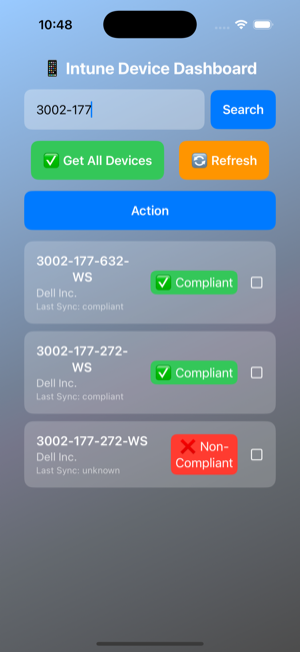 10:48
📱 Intune Device Dashboard
3002-177
Search
✅ Get All Devices
🔄 Refresh
Action
3002-177-632-
WS
Dell Inc.
Last Sync: compliant
✅ Compliant
3002-177-272-
WS
Dell Inc.
Last Sync: compliant
✅ Compliant
3002-177-272-WS
Dell Inc.
Last Sync: unknown
❌ Non-
Compliant